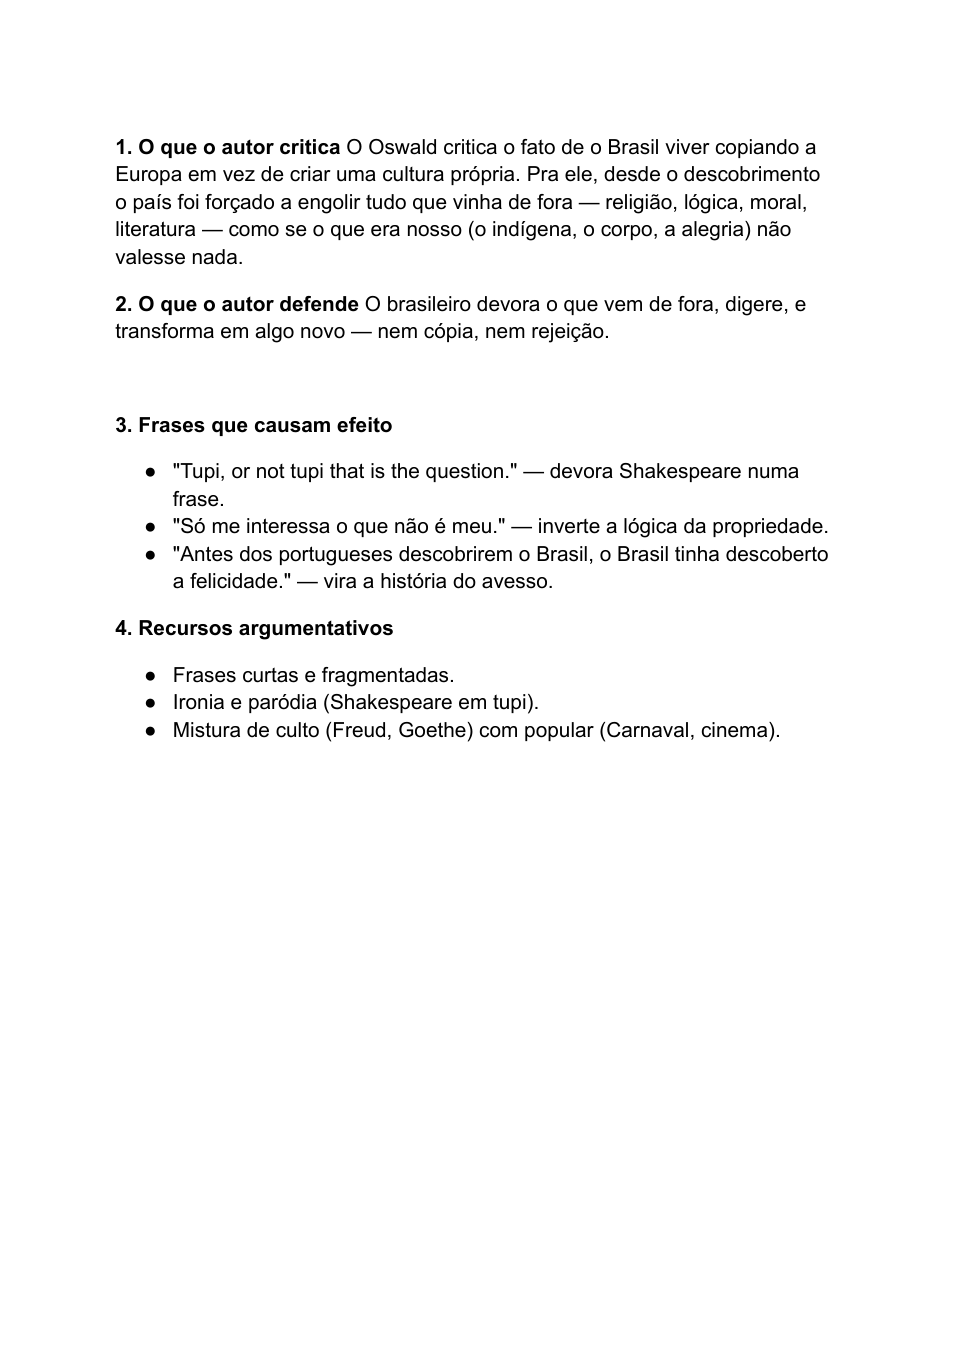 1. O que o autor critica O Oswald critica o fato de o Brasil viver copiando a
Europa em vez de criar uma cultura própria. Pra ele, desde o descobrimento
o país foi forçado a engolir tudo que vinha de fora — religião, lógica, moral,
literatura — como se o que era nosso (o indígena, o corpo, a alegria) não
valesse nada.
2. O que o autor defende O brasileiro devora o que vem de fora, digere, e
transforma em algo novo — nem cópia, nem rejeição.
3. Frases que causam efeito
● "Tupi, or not tupi that is the question." — devora Shakespeare numa
frase.
● "Só me interessa o que não é meu." — inverte a lógica da propriedade.
● "Antes dos portugueses descobrirem o Brasil, o Brasil tinha descoberto
a felicidade." — vira a história do avesso.
4. Recursos argumentativos
● Frases curtas e fragmentadas.
● Ironia e paródia (Shakespeare em tupi).
● Mistura de culto (Freud, Goethe) com popular (Carnaval, cinema).